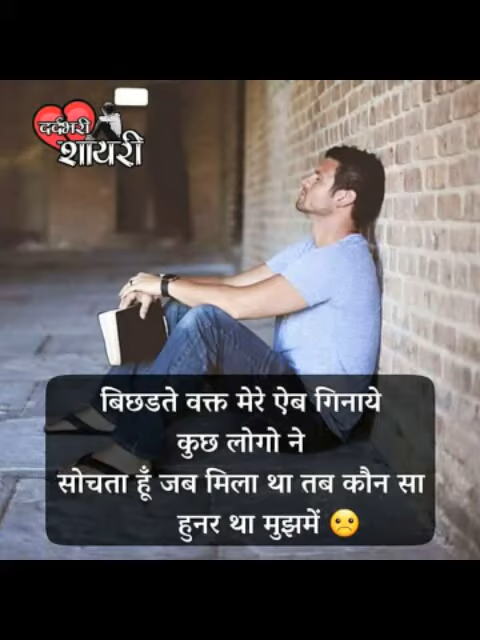 दर्दभरी
शायरी
बिछडते वक्त मेरे ऐब गिनाये
कुछ लोगो ने
सोचता हूँ जब मिला था तब कौन सा
हुनर था मुझमें ☹️